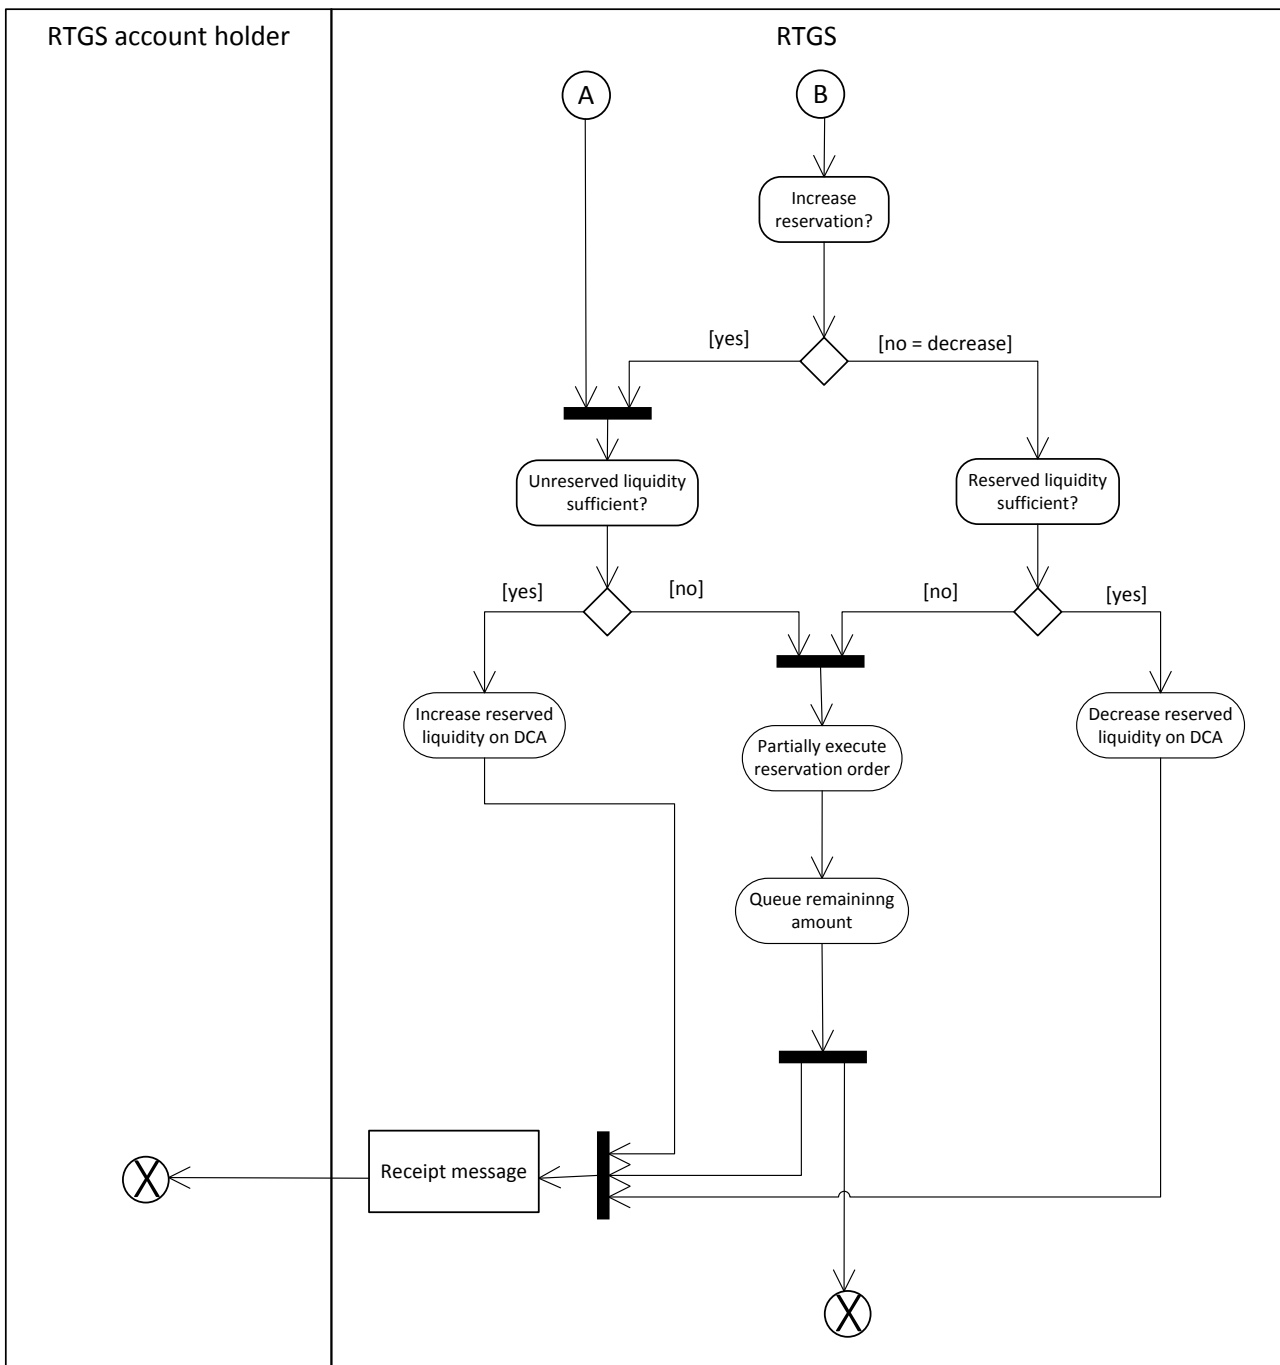 RTGS account holder
RTGS
A
B
Increase
reservation?
[yes]
[no = decrease]
Unreserved liquidity
sufficient?
Reserved liquidity
sufficient?
[yes]
[no]
[no]
[yes]
Increase reserved
liquidity on DCA
Partially execute
reservation order
Decrease reserved
liquidity on DCA
Queue remaininng
amount
Receipt message
X
X